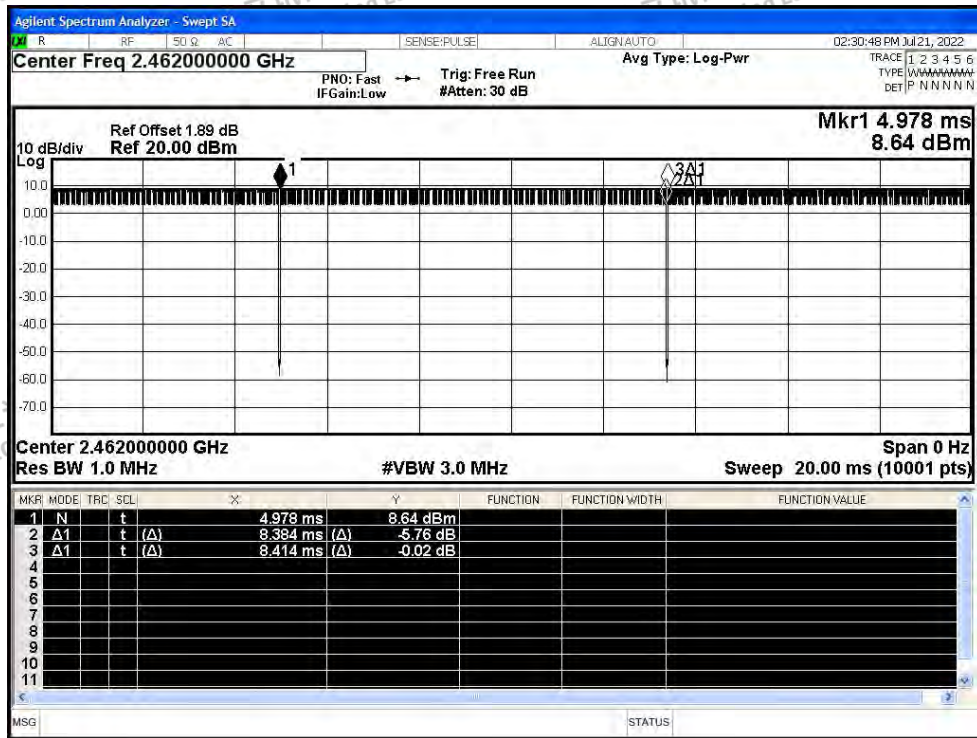 Agilent Spectrum Analyzer - Swept SA
R RF 50 Ω AC SENSE:PULSE ALIGN AUTO 02:30:48 PM Jul 21, 2022
Center Freq 2.462000000 GHz
Avg Type: Log-Pwr
TRACE 1 2 3 4 5 6
TYPE WWWWWW
DET P N N N N N
PNO: Fast
IFGain:Low
Trig: Free Run
#Atten: 30 dB
Mkr1 4.978 ms
8.64 dBm
Ref Offset 1.89 dB
10 dB/div Ref 20.00 dBm
Log
1
3Δ1
2Δ1
10.0
0.00
-10.0
-20.0
-30.0
-40.0
-50.0
-60.0
-70.0
Center 2.462000000 GHz Span 0 Hz
Res BW 1.0 MHz #VBW 3.0 MHz Sweep 20.00 ms (10001 pts)
MKR MODE TRC SCL X Y FUNCTION FUNCTION WIDTH FUNCTION VALUE
1 N t 4.978 ms 8.64 dBm
2 Δ1 t (Δ) 8.384 ms (Δ) -5.76 dB
3 Δ1 t (Δ) 8.414 ms (Δ) -0.02 dB
4
5
6
7
8
9
10
11
MSG STATUS